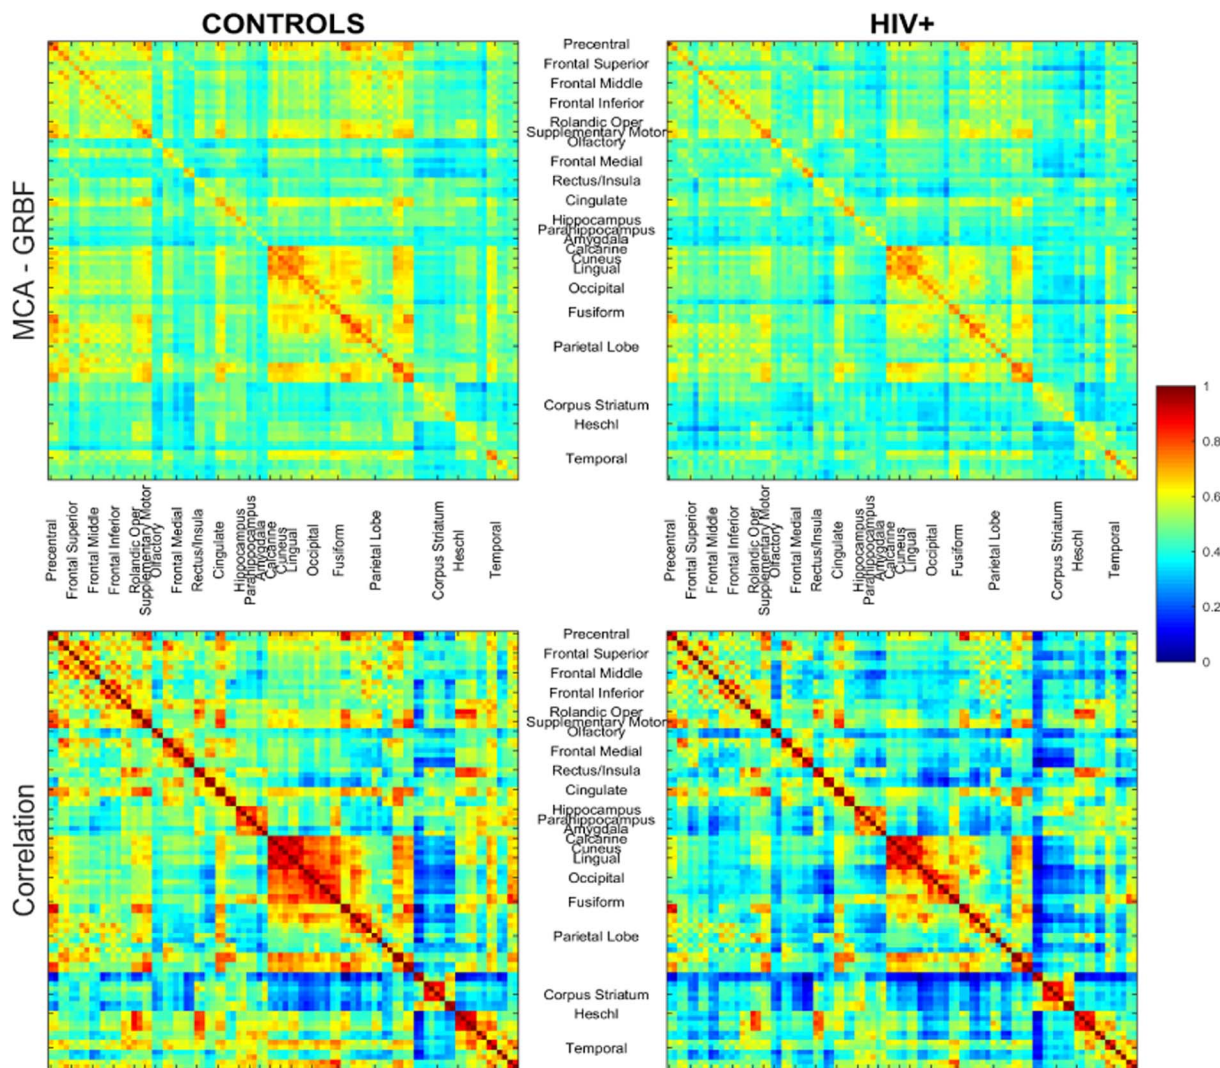 CONTROLS
HIV+
MCA - GRBF
Precentral
Frontal Superior
Frontal Middle
Frontal Inferior
Rolandic Oper
Supplementary Motor
Olfactory
Frontal Medial
Rectus/Insula
Cingulate
Hippocampus
Parahippocampus
Amygdala
Calcarine
Cuneus
Lingual
Occipital
Fusiform
Parietal Lobe
Corpus Striatum
Heschl
Temporal
Precentral
Frontal Superior
Frontal Middle
Frontal Inferior
Rolandic Oper
Supplementary Motor
Olfactory
Frontal Medial
Rectus/Insula
Cingulate
Hippocampus
Parahippocampus
Amygdala
Calcarine
Cuneus
Lingual
Occipital
Fusiform
Parietal Lobe
Corpus Striatum
Heschl
Temporal
Precentral
Frontal Superior
Frontal Middle
Frontal Inferior
Rolandic Oper
Supplementary Motor
Olfactory
Frontal Medial
Rectus/Insula
Cingulate
Hippocampus
Parahippocampus
Amygdala
Calcarine
Cuneus
Lingual
Occipital
Fusiform
Parietal Lobe
Corpus Striatum
Heschl
Temporal
1
0.8
0.6
0.4
0.2
0
Correlation
Precentral
Frontal Superior
Frontal Middle
Frontal Inferior
Rolandic Oper
Supplementary Motor
Olfactory
Frontal Medial
Rectus/Insula
Cingulate
Hippocampus
Parahippocampus
Amygdala
Calcarine
Cuneus
Lingual
Occipital
Fusiform
Parietal Lobe
Corpus Striatum
Heschl
Temporal